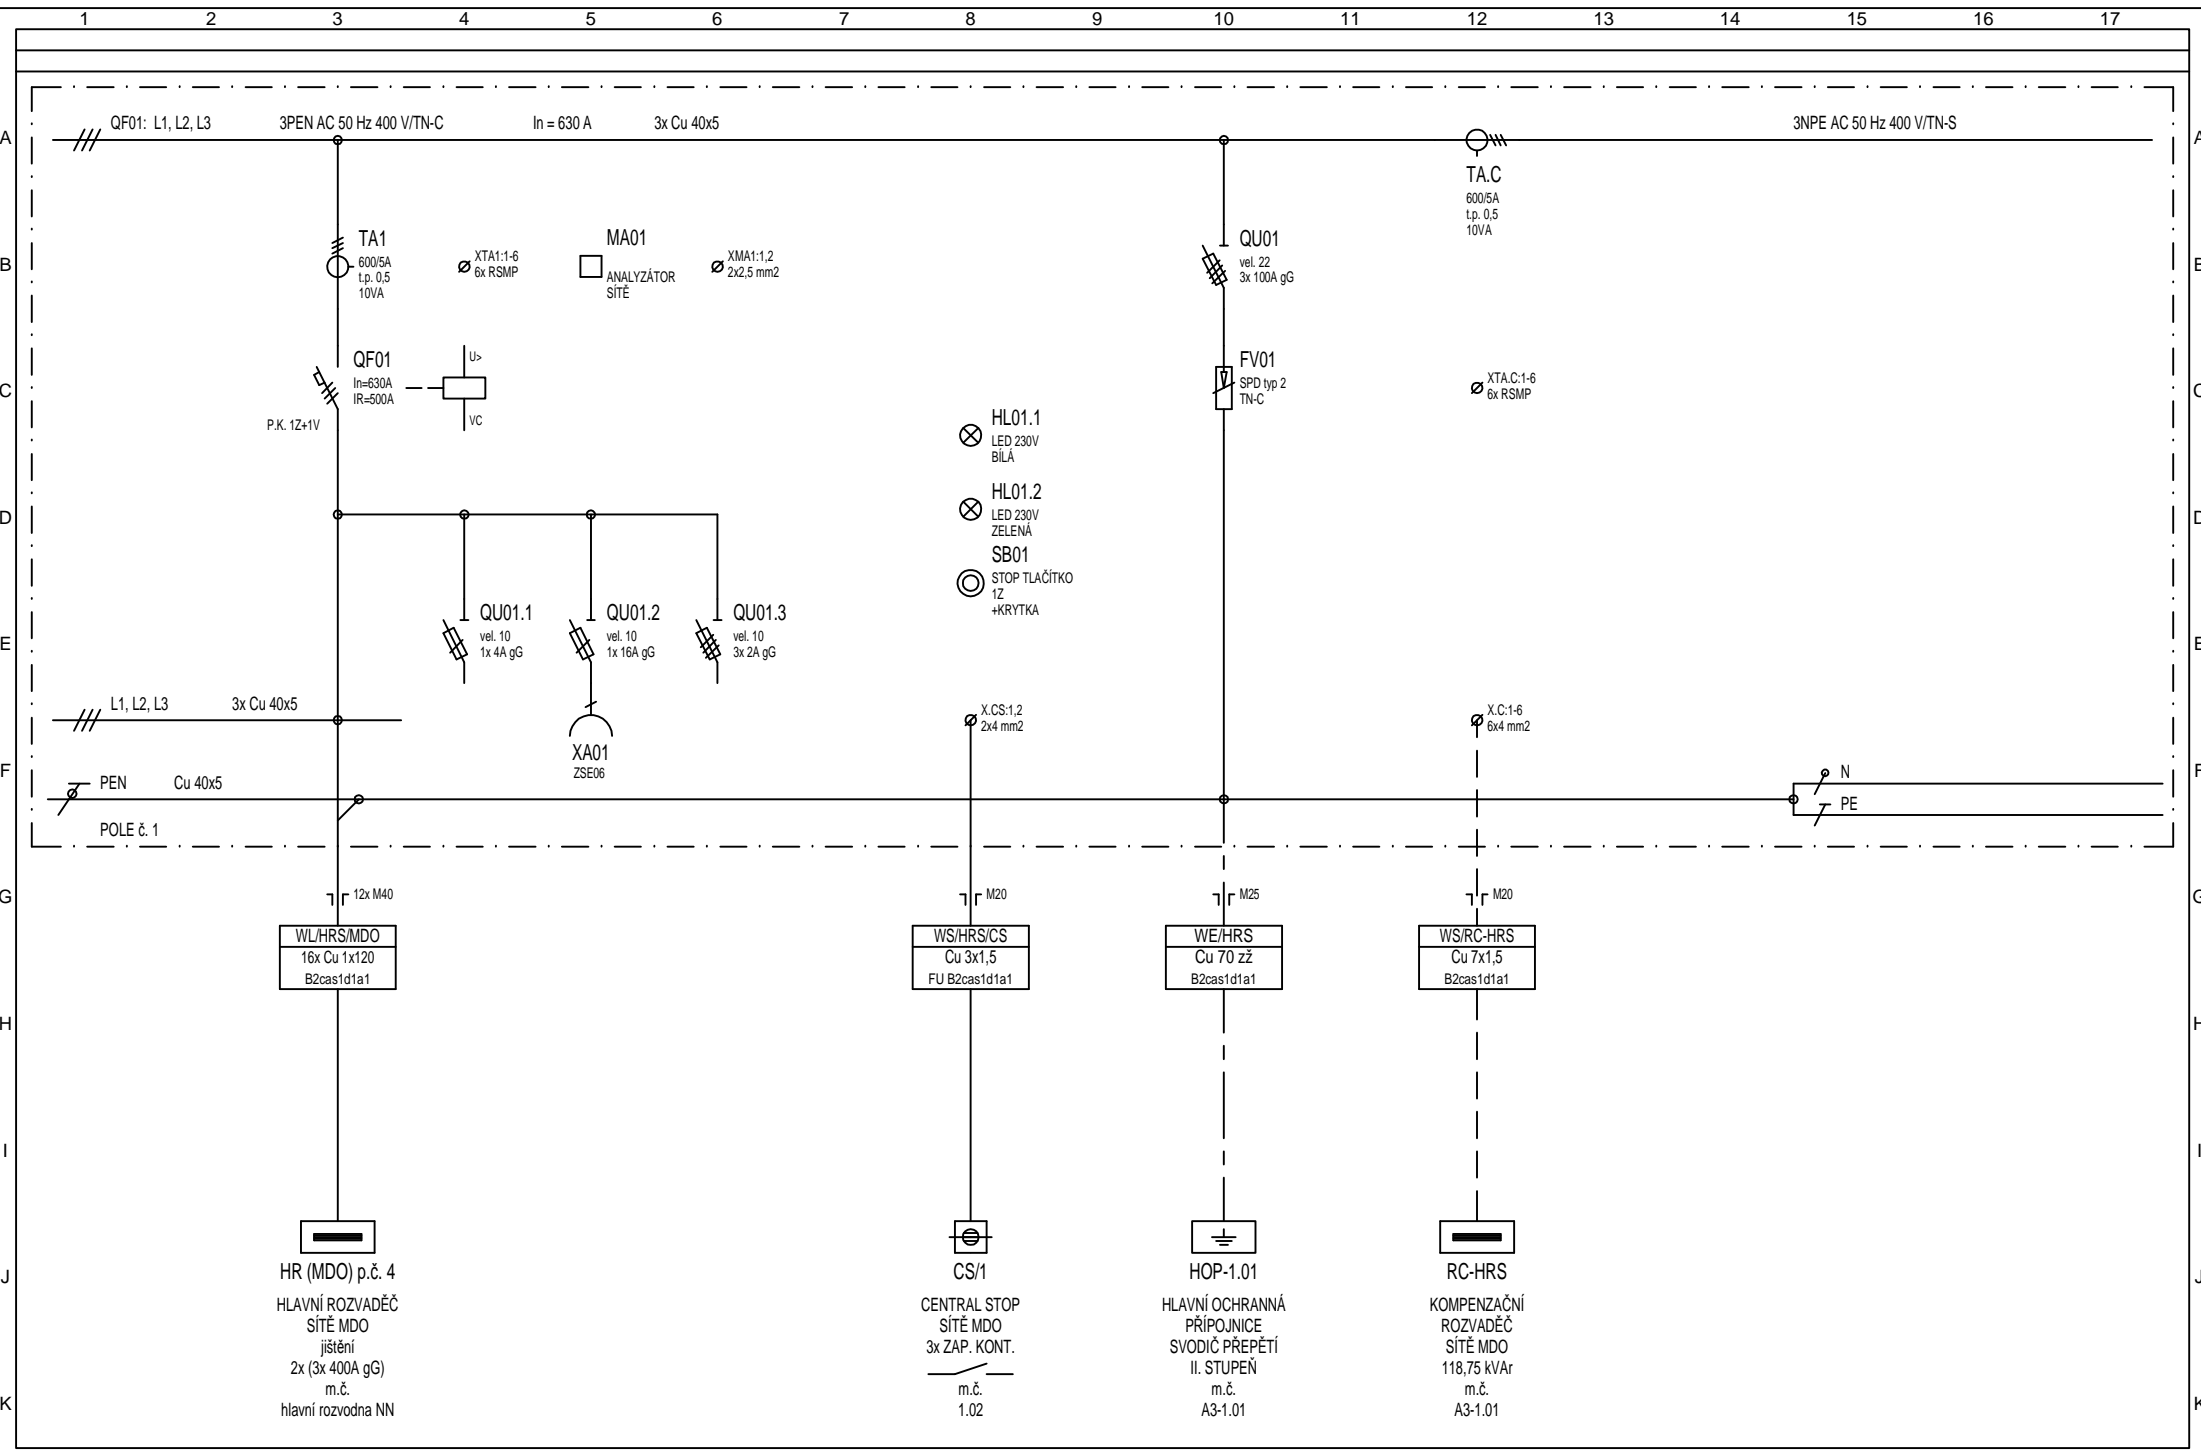 1 2 3 4 5 6 7 8 9 10 11 12 13 14 15 16 17
A
QF01: L1, L2, L3
3PEN AC 50 Hz 400 V/TN-C
In = 630 A
3x Cu 40x5
3NPE AC 50 Hz 400 V/TN-S
A
TA.C
600/5A
t.p. 0,5
10VA
B
TA1
600/5A
t.p. 0,5
10VA
XTA1:1-6
6x RSMP
MA01
ANALYZÁTOR
SÍTĚ
XMA1:1,2
2x2,5 mm2
QU01
vel. 22
3x 100A gG
B
C
QF01
In=630A
IR=500A
P.K. 1Z+1V
U>
VC
FV01
SPD typ 2
TN-C
XTA.C:1-6
6x RSMP
C
HL01.1
LED 230V
BÍLÁ
D
HL01.2
LED 230V
ZELENÁ
D
SB01
STOP TLAČÍTKO
1Z
+KRYTKA
E
QU01.1
vel. 10
1x 4A gG
QU01.2
vel. 10
1x 16A gG
QU01.3
vel. 10
3x 2A gG
E
L1, L2, L3
3x Cu 40x5
XA01
ZSE06
X.CS:1,2
2x4 mm2
X.C:1-6
6x4 mm2
F
PEN
Cu 40x5
N
PE
F
POLE č. 1
G
12x M40
M20
M25
M20
G
WL/HRS/MDO
16x Cu 1x120
B2cas1d1a1
WS/HRS/CS
Cu 3x1,5
FU B2cas1d1a1
WE/HRS
Cu 70 zž
B2cas1d1a1
WS/RC-HRS
Cu 7x1,5
B2cas1d1a1
H
H
I
I
J
HR (MDO) p.č. 4
HLAVNÍ ROZVADĚČ
SÍTĚ MDO
jištění
2x (3x 400A gG)
m.č.
hlavní rozvodna NN
CS/1
CENTRAL STOP
SÍTĚ MDO
3x ZAP. KONT.
m.č.
1.02
HOP-1.01
HLAVNÍ OCHRANNÁ
PŘÍPOJNICE
SVODIČ PŘEPĚTÍ
II. STUPEŇ
m.č.
A3-1.01
RC-HRS
KOMPENZAČNÍ
ROZVADĚČ
SÍTĚ MDO
118,75 kVAr
m.č.
A3-1.01
J
K
K